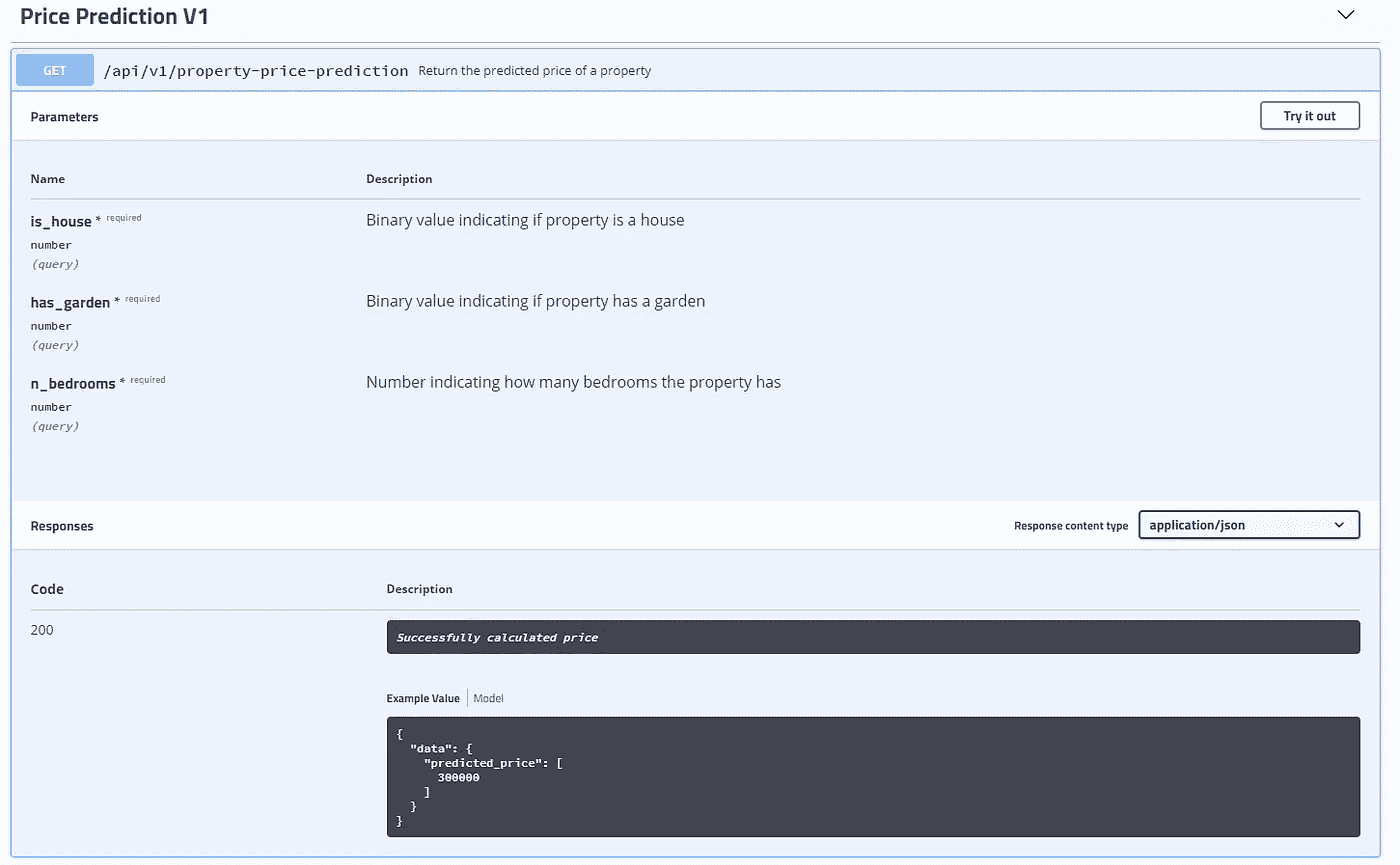 Price Prediction V1
GET /api/v1/property-price-prediction Return the predicted price of a property
Parameters Try it out
Name Description
is_house * required Binary value indicating if property is a house
number
(query)
has_garden * required Binary value indicating if property has a garden
number
(query)
n_bedrooms * required Number indicating how many bedrooms the property has
number
(query)
Responses Response content type application/json
Code Description
200 Successfully calculated price
Example Value Model
{
  "data": {
    "predicted_price": [
      300000
    ]
  }
}